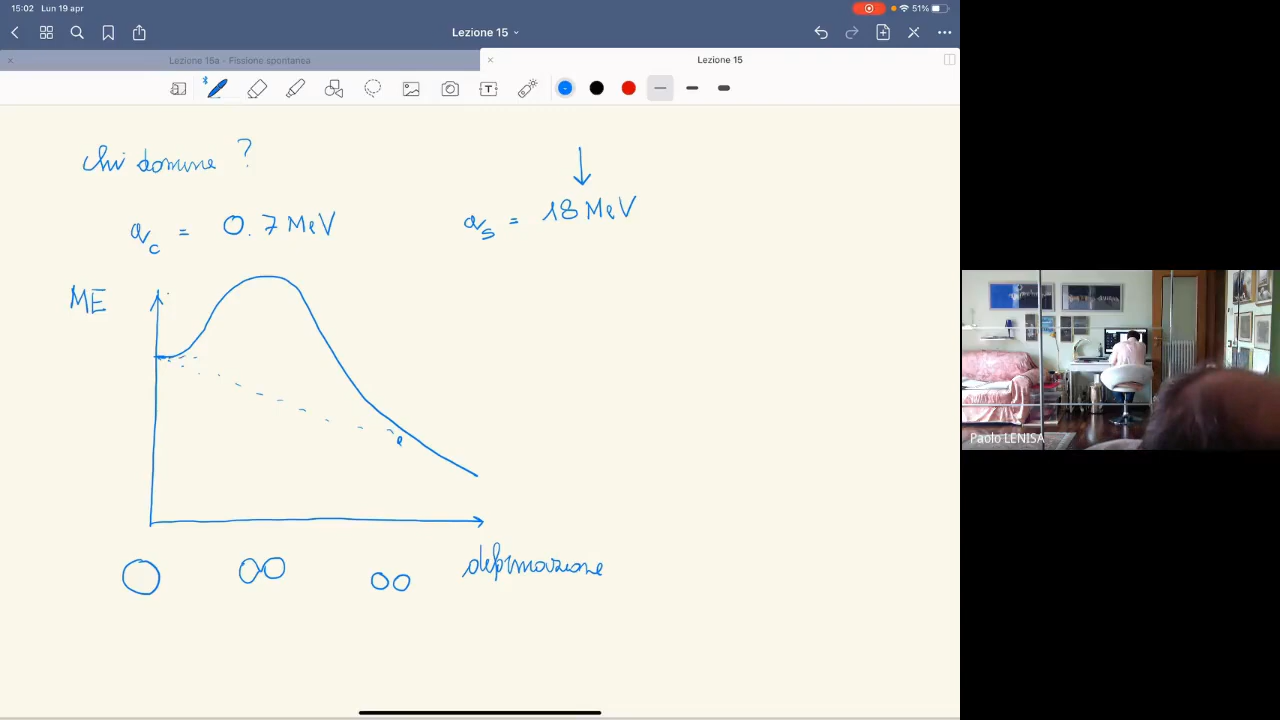 15:02 Lun 19 apr
51%
Lezione 15
Lezione 16a - Fissione spontanea
Lezione 15
T
chi domina ?
a_c = 0.7 MeV
a_s = 18 MeV
ME
deformazione
Paolo LENISA